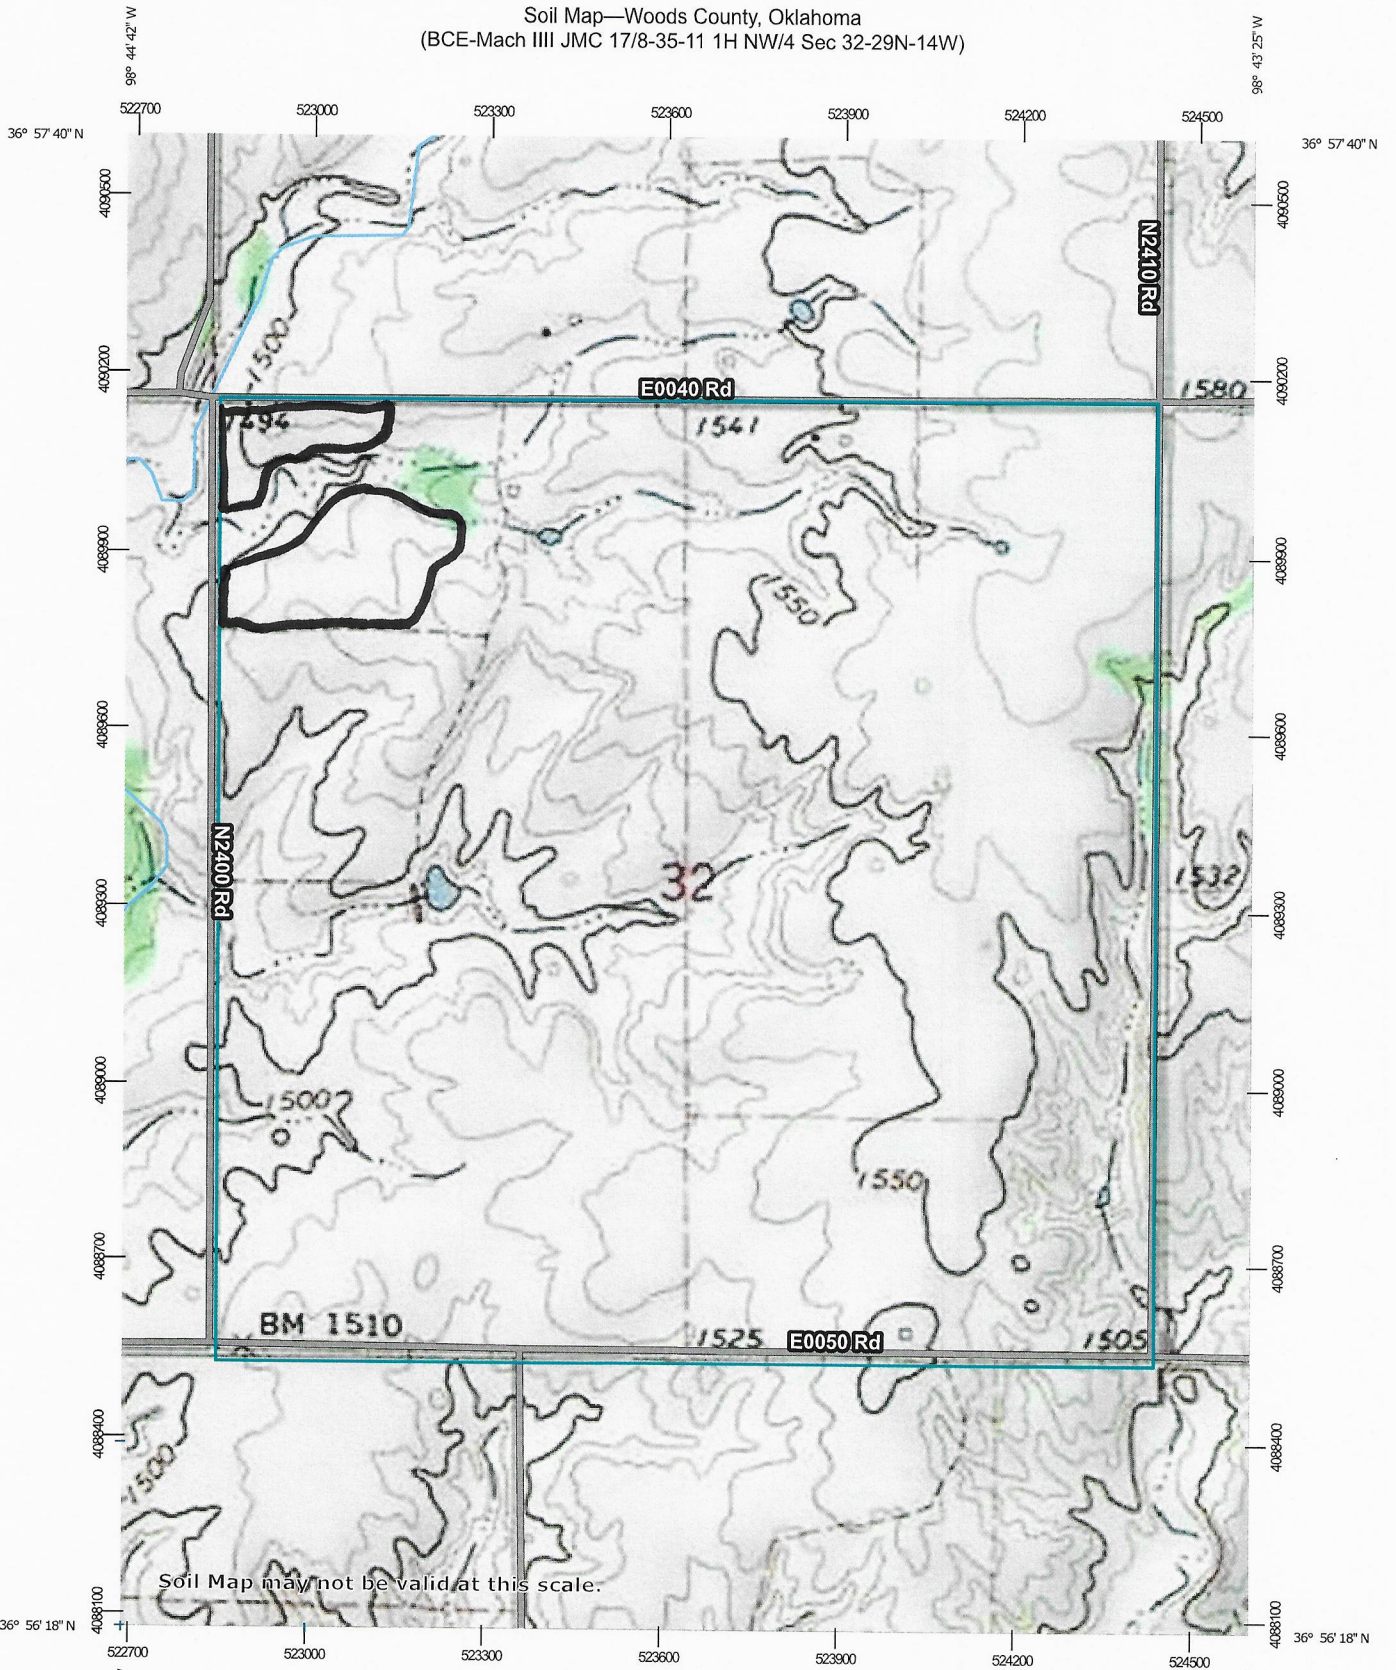 Soil Map—Woods County, Oklahoma
(BCE-Mach IIII JMC 17/8-35-11 1H NW/4 Sec 32-29N-14W)
98° 44' 42" W
98° 43' 25" W
522700 523000 523300 523600 523900 524200 524500
36° 57' 40" N
36° 57' 40" N
4090500
4090500
N2410 Rd
1500
4090200
4090200
E0040 Rd
1580
1494
1541
4089900
4089900
1550
4089600
4089600
N2400 Rd
32
1532
4089300
4089300
4089000
4089000
1500
1550
4088700
4088700
BM 1510
1525
E0050 Rd
1505
4088400
4088400
1500
Soil Map may not be valid at this scale.
4088100
4088100
36° 56' 18" N
36° 56' 18" N
522700 523000 523300 523600 523900 524200 524500